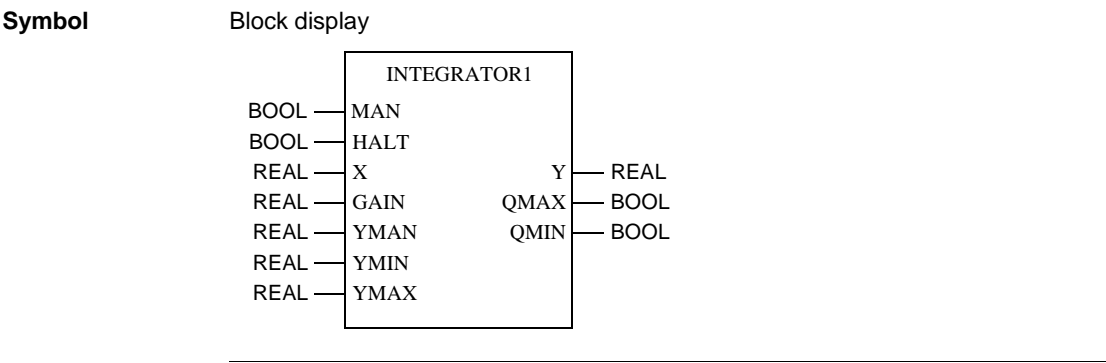 Symbol Block display
INTEGRATOR1
BOOL MAN
BOOL HALT
REAL X Y REAL
REAL GAIN QMAX BOOL
REAL YMAN QMIN BOOL
REAL YMIN
REAL YMAX